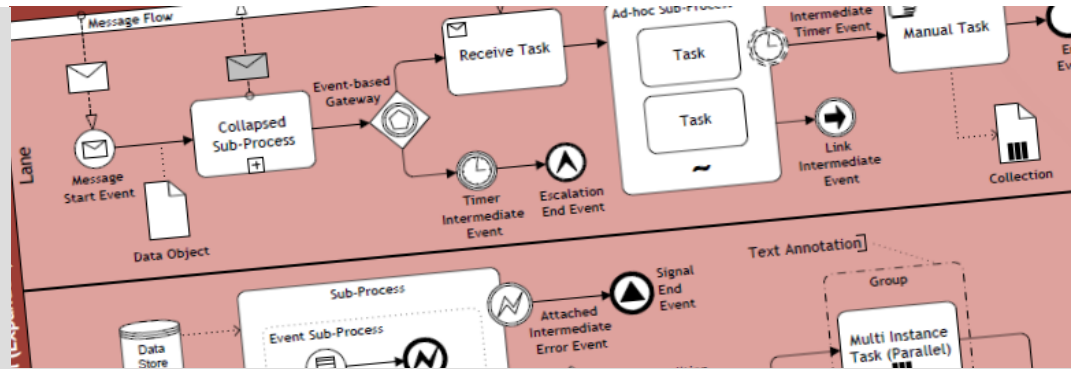 Message Flow
Lane
Message
Start Event
Data Object
Collapsed
Sub-Process
Event-based
Gateway
Receive Task
Timer
Intermediate
Event
Escalation
End Event
Ad-hoc Sub-Process
Task
Task
Intermediate
Timer Event
Link
Intermediate
Event
Manual Task
Collection
Data
Store
Sub-Process
Event Sub-Process
Attached
Intermediate
Error Event
Signal
End
Event
Text Annotation
Group
Multi Instance
Task (Parallel)